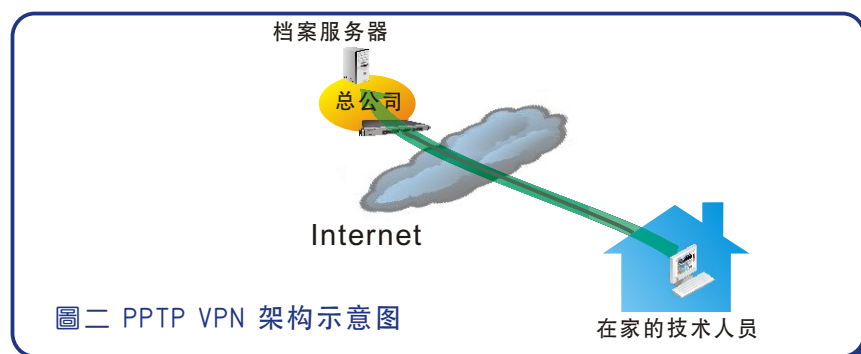 档案服务器
总公司
Internet
圖二 PPTP VPN 架构示意图
在家的技术人员